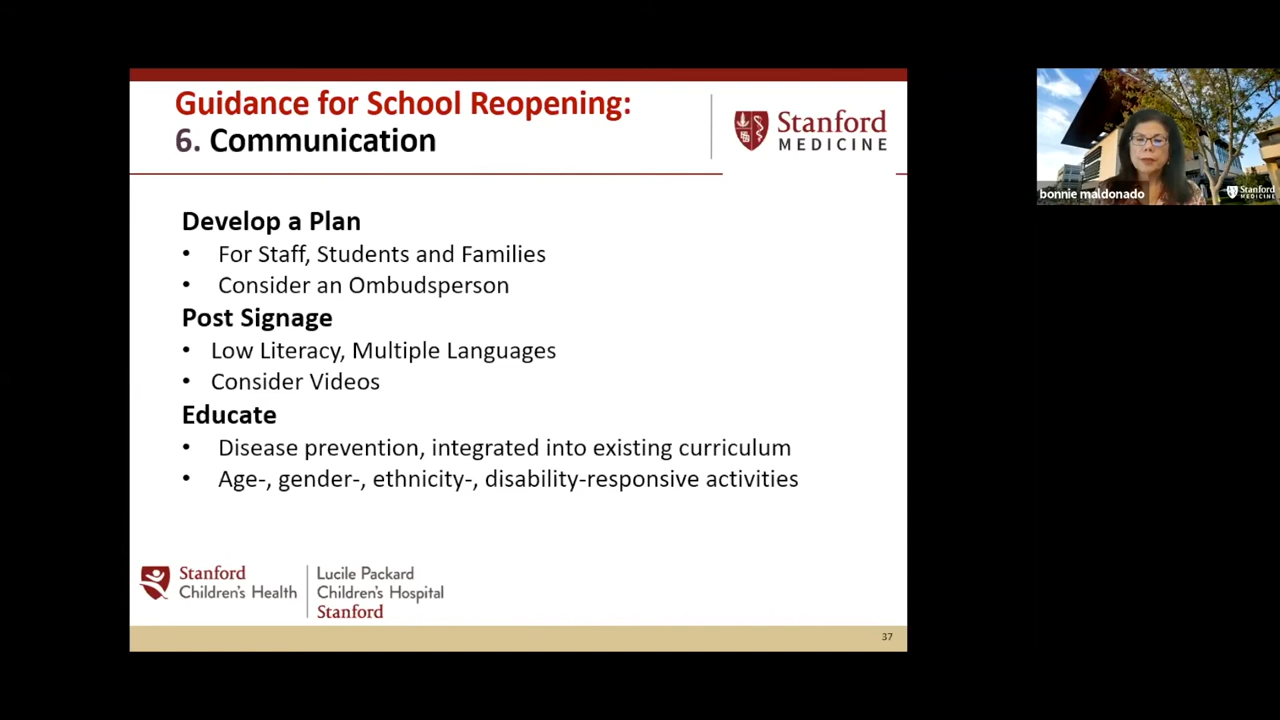 Guidance for School Reopening:
6. Communication
Stanford
MEDICINE
bonnie maldonado
Stanford
MEDICINE
Develop a Plan
• For Staff, Students and Families
• Consider an Ombudsperson
Post Signage
• Low Literacy, Multiple Languages
• Consider Videos
Educate
• Disease prevention, integrated into existing curriculum
• Age-, gender-, ethnicity-, disability-responsive activities
Stanford
Children's Health
Lucile Packard
Children's Hospital
Stanford
37